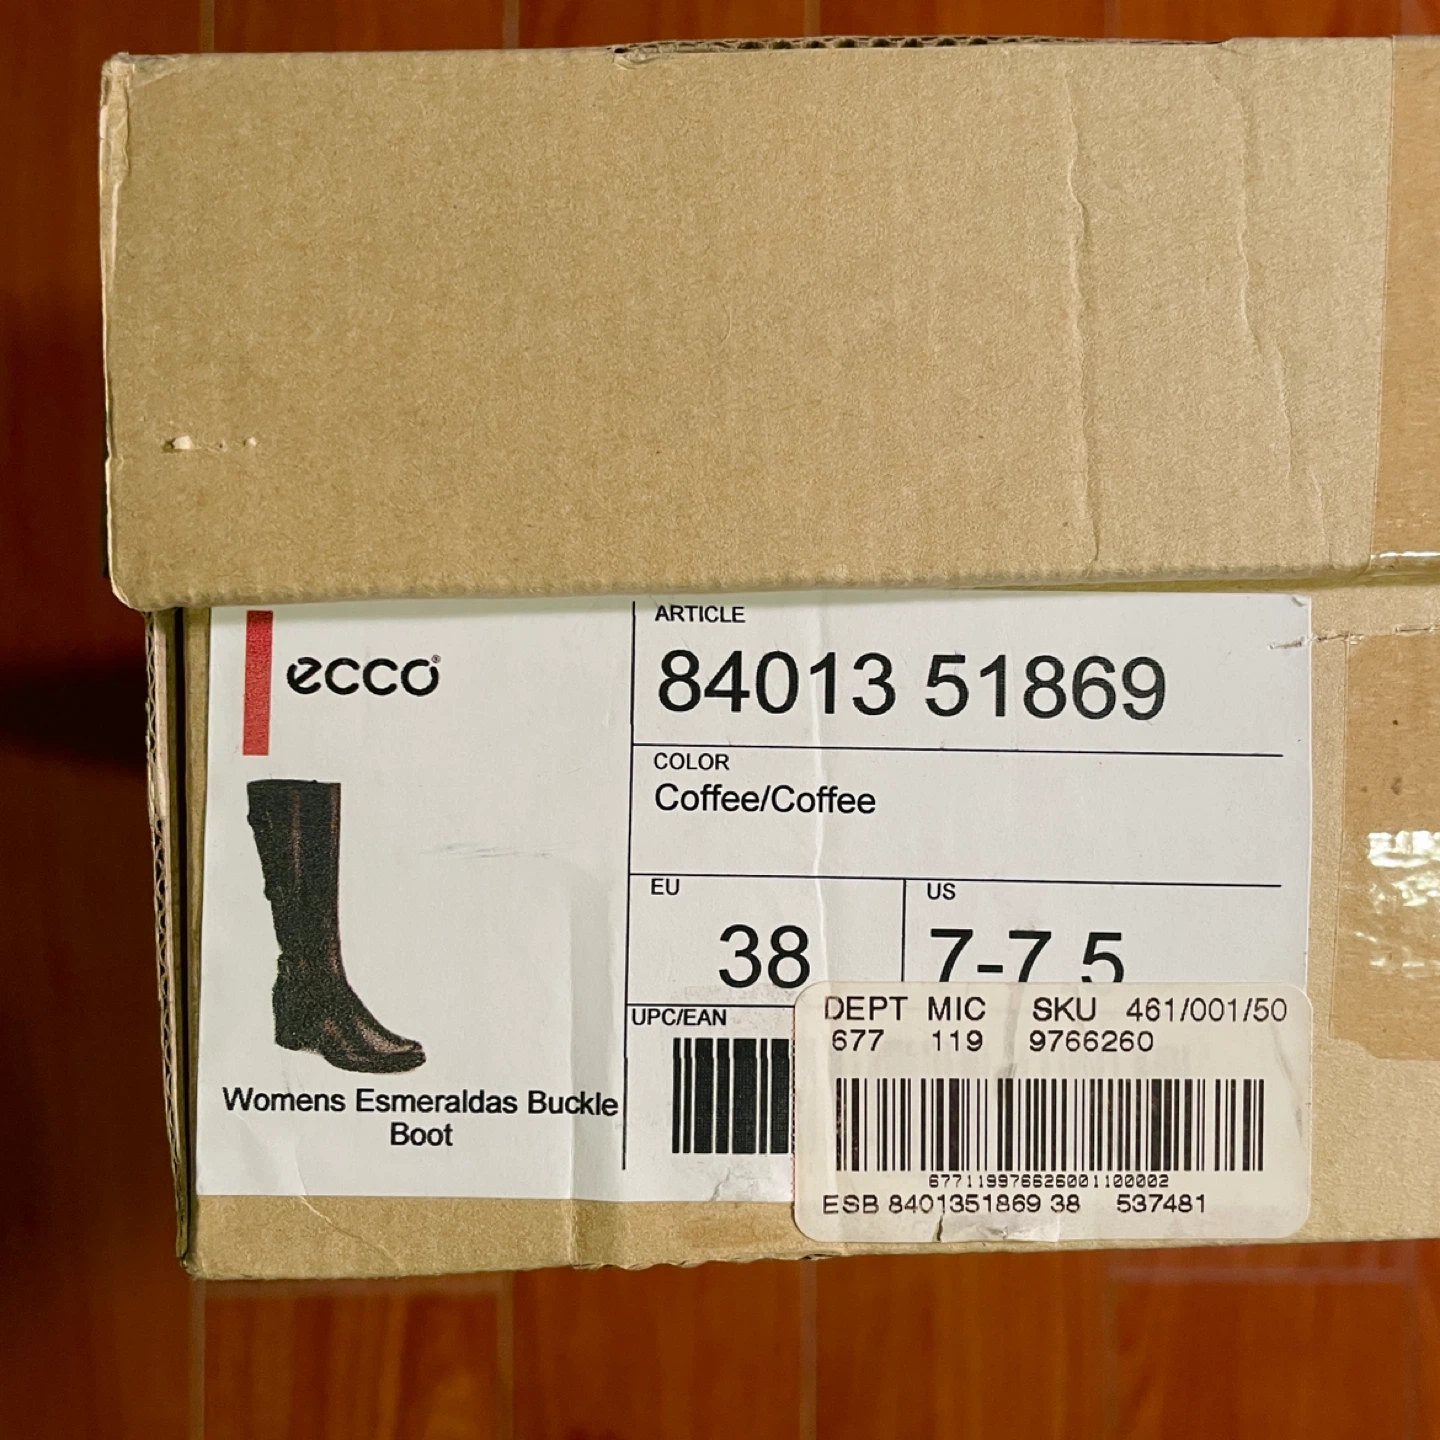 ecco®
ARTICLE
84013 51869
COLOR
Coffee/Coffee
EU
38
US
7-7.5
UPC/EAN
Womens Esmeraldas Buckle
Boot
DEPT MIC SKU 461/001/50
677 119 9766260
677119976626001100002
ESB 8401351869 38 537481